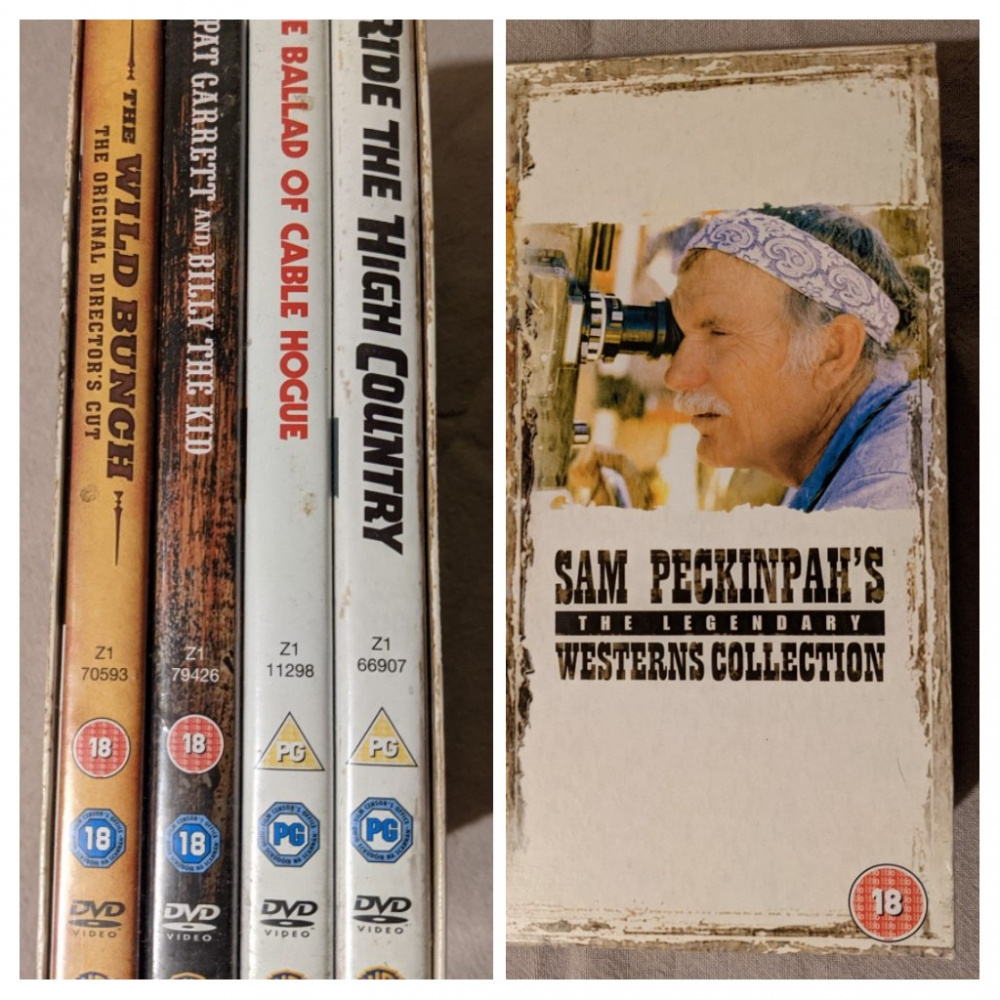 THE WILD BUNCH
THE ORIGINAL DIRECTOR'S CUT
Z1
70593
18
18
DVD
VIDEO
PAT GARRETT AND BILLY THE KID
Z1
79426
18
18
DVD
VIDEO
E BALLAD OF CABLE HOGUE
Z1
11298
PG
PG
DVD
VIDEO
RIDE THE HIGH COUNTRY
Z1
66907
PG
PG
DVD
VIDEO
SAM PECKINPAH'S
THE LEGENDARY
WESTERNS COLLECTION
18